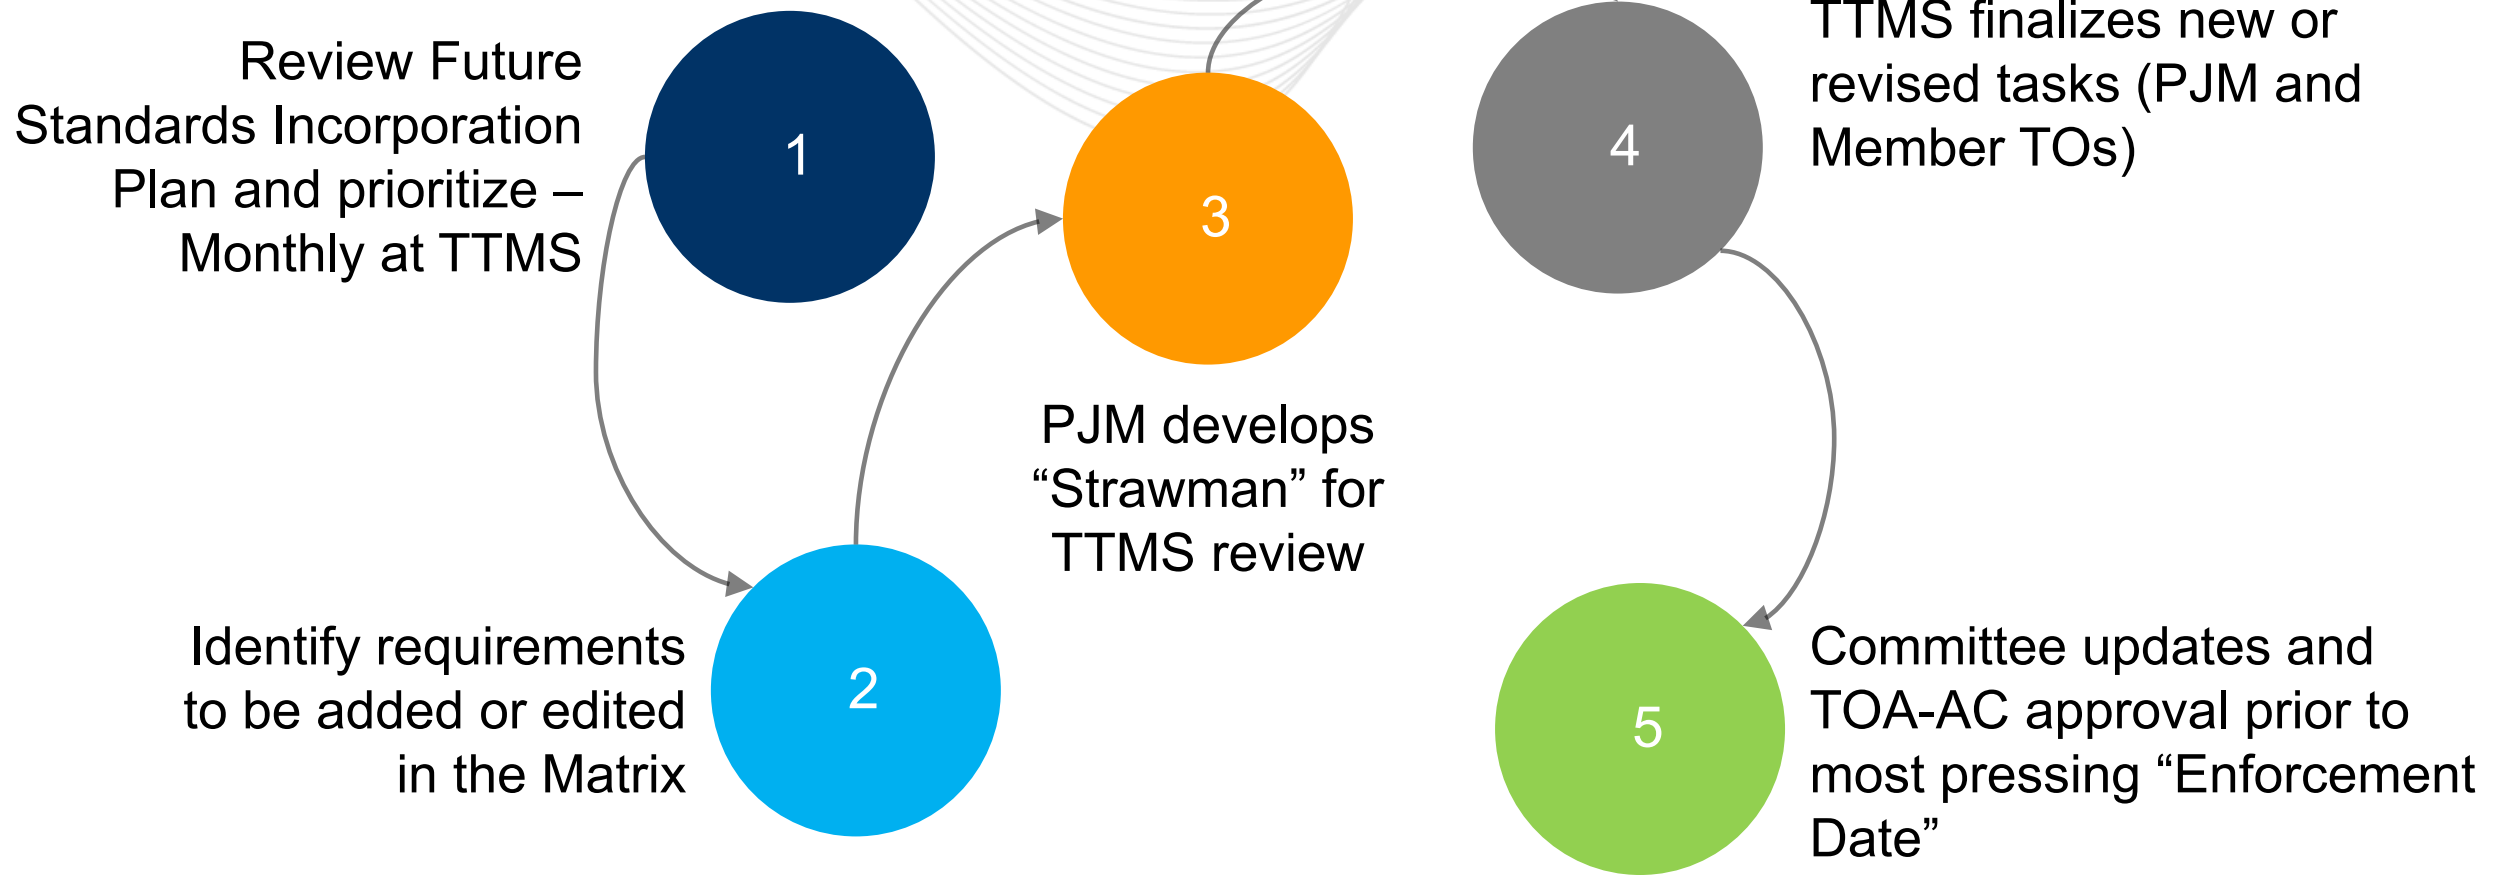 1
Review Future
Standards Incorporation
Plan and prioritize –
Monthly at TTMS
2
Identify requirements
to be added or edited
in the Matrix
3
PJM develops
“Strawman” for
TTMS review
4
TTMS finalizes new or
revised tasks (PJM and
Member TOs)
5
Committee updates and
TOA-AC approval prior to
most pressing “Enforcement
Date”